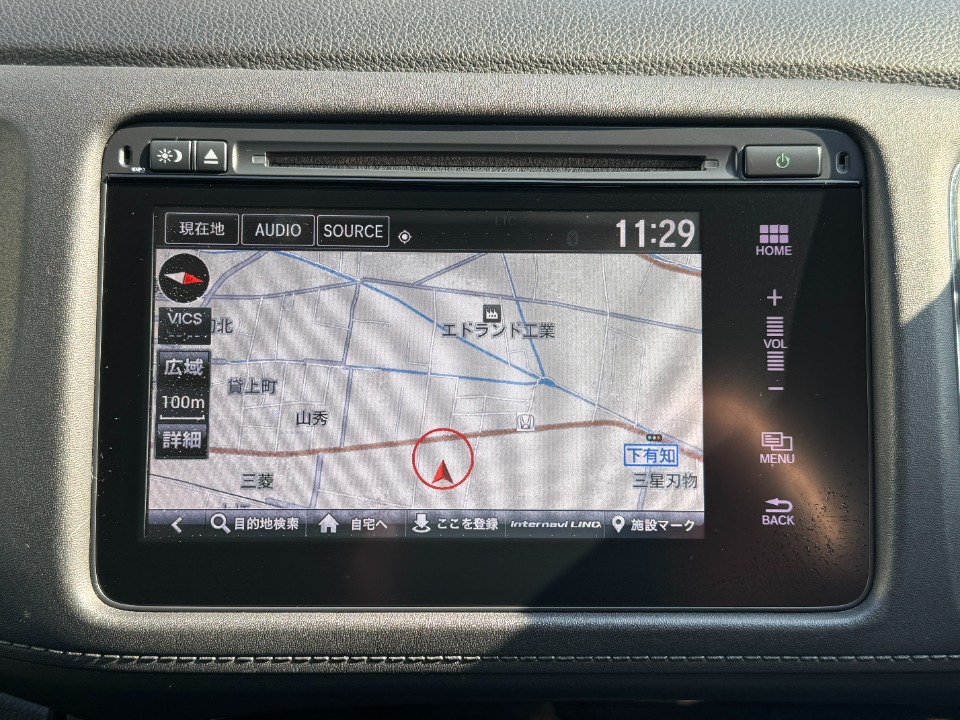 現在地 AUDIO SOURCE 11:29
HOME
VICS
北
エドランド工業
VOL
広域
貸上町
100m
山秀
詳細
下有知
MENU
三菱
三星刃物
BACK
目的地検索 自宅へ ここを登録 internavi LINC 施設マーク